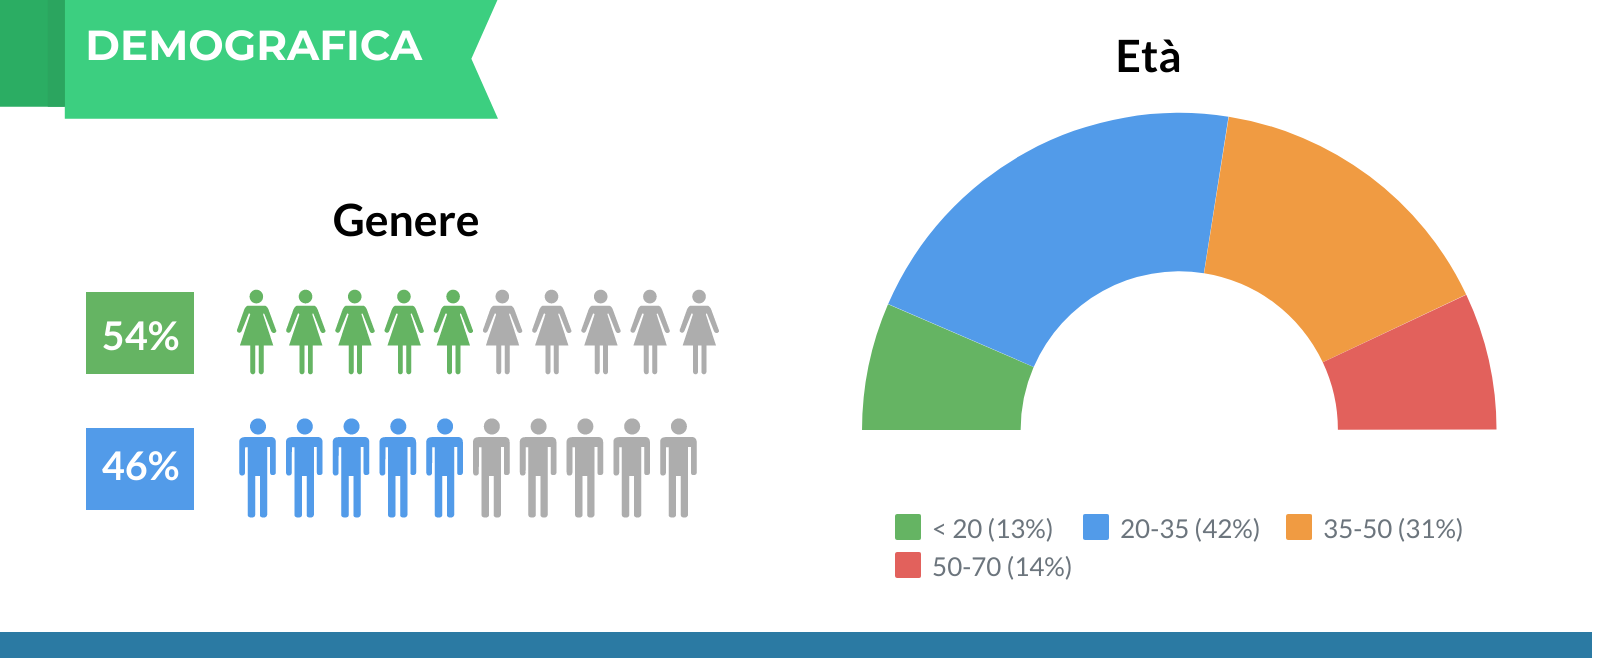 DEMOGRAFICA
Genere
54%
46%
Età
< 20 (13%) 20-35 (42%) 35-50 (31%)
50-70 (14%)